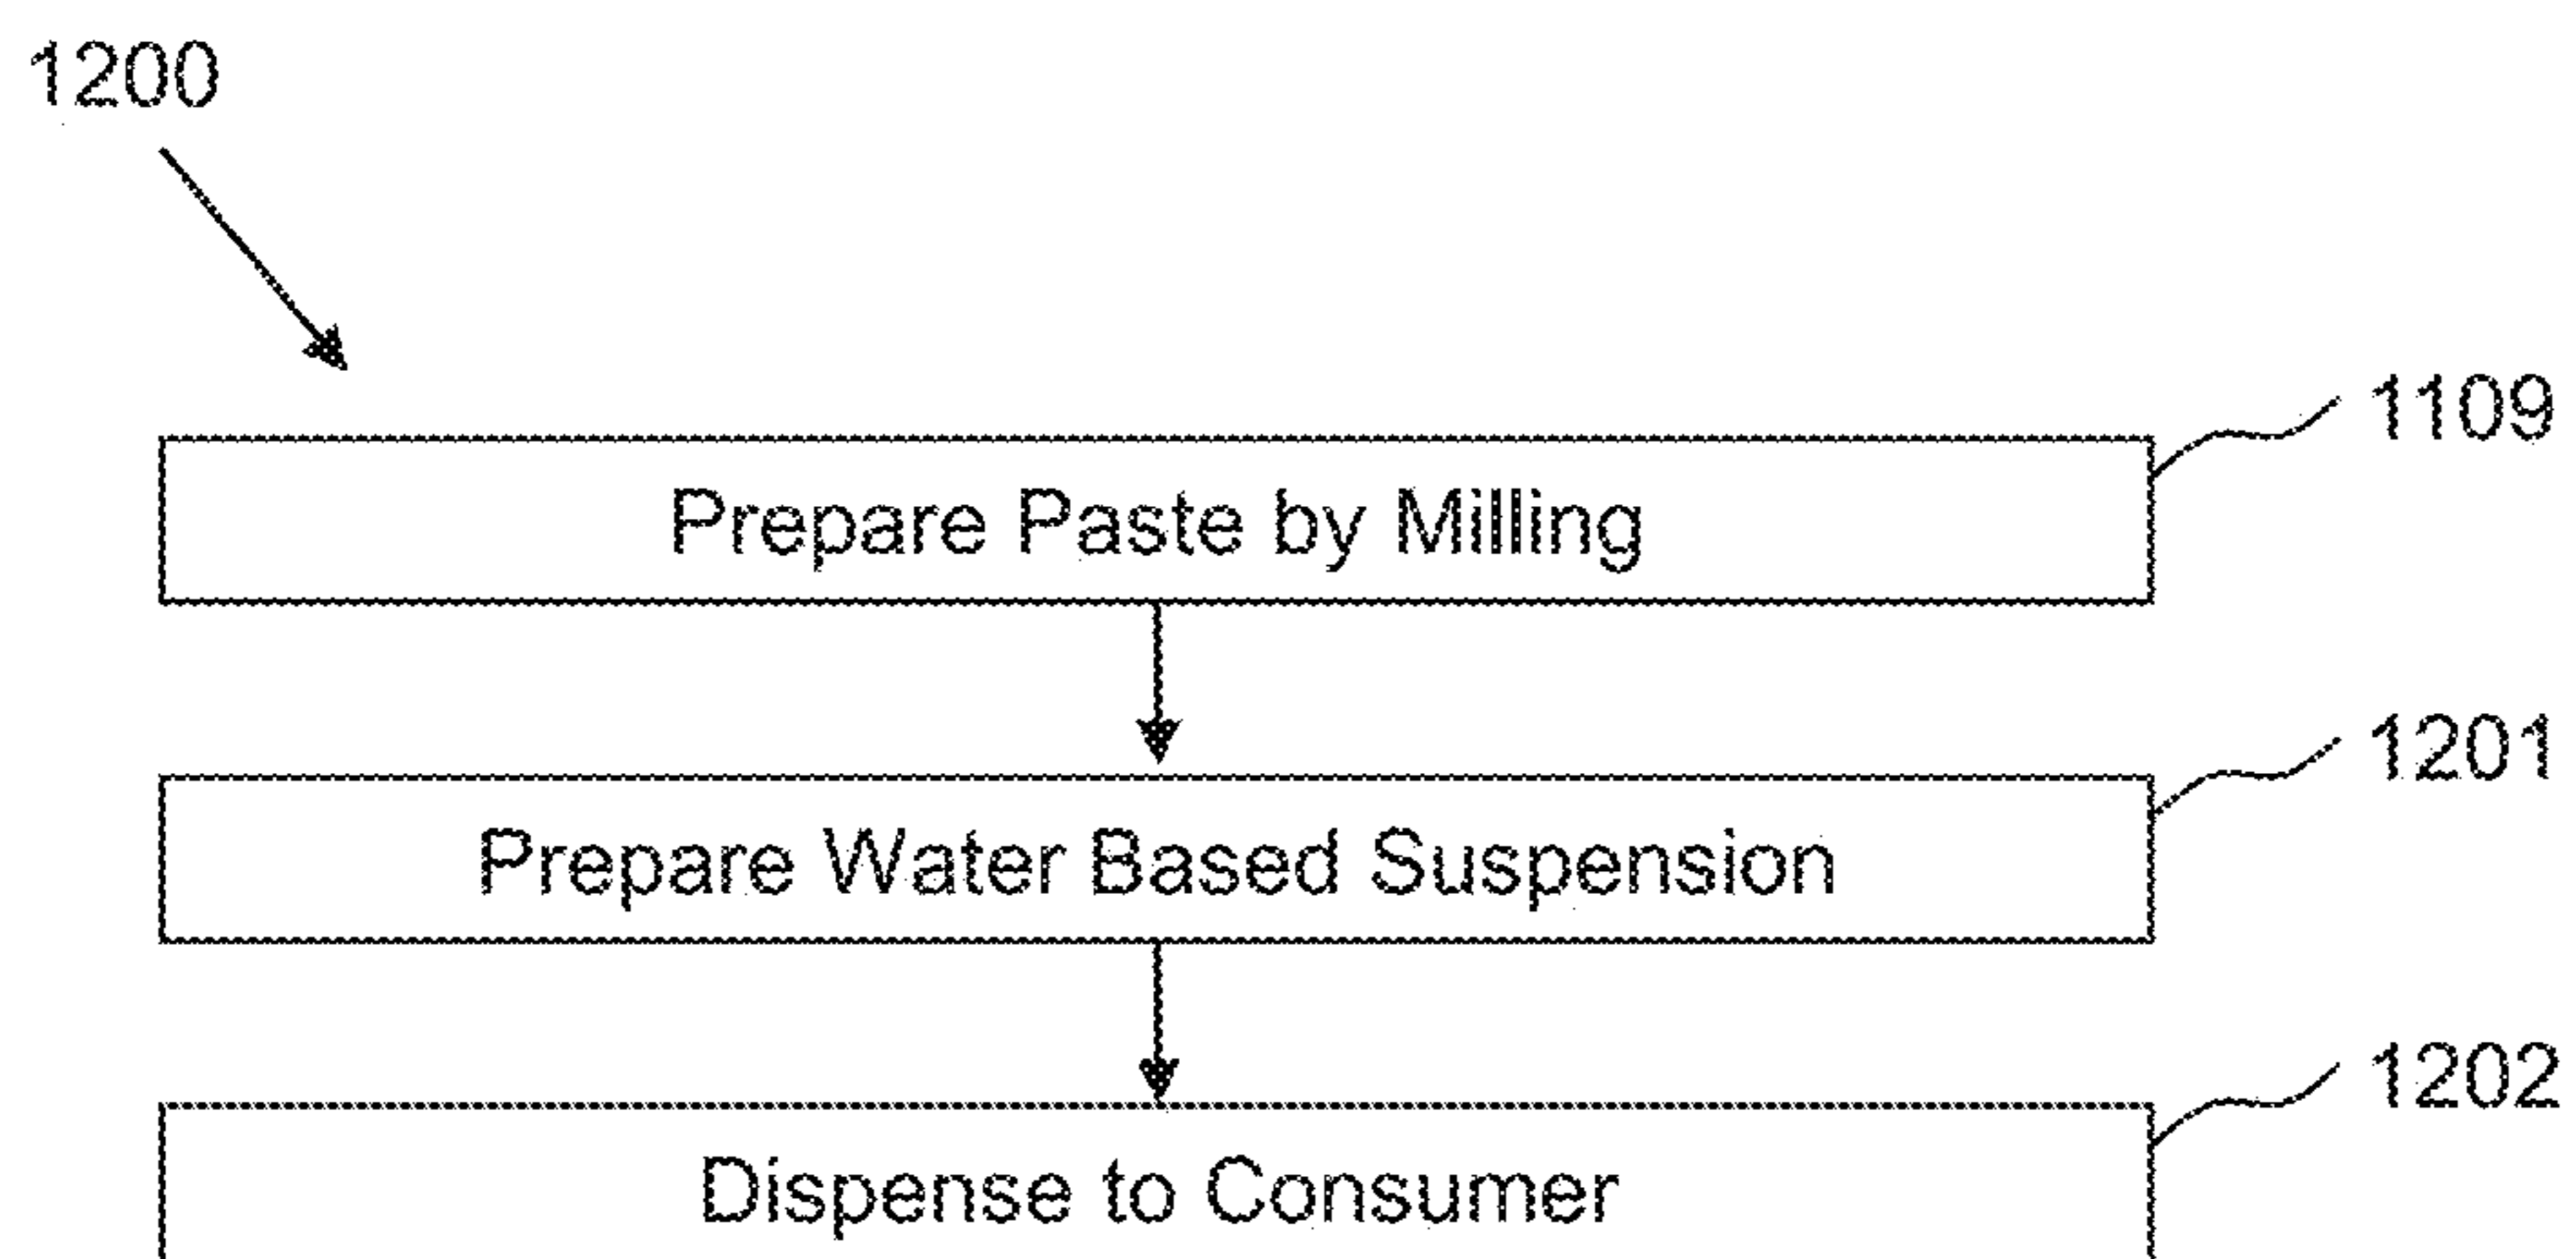 1200
1109
Prepare Paste by Milling
1201
Prepare Water Based Suspension
1202
Dispense to Consumer